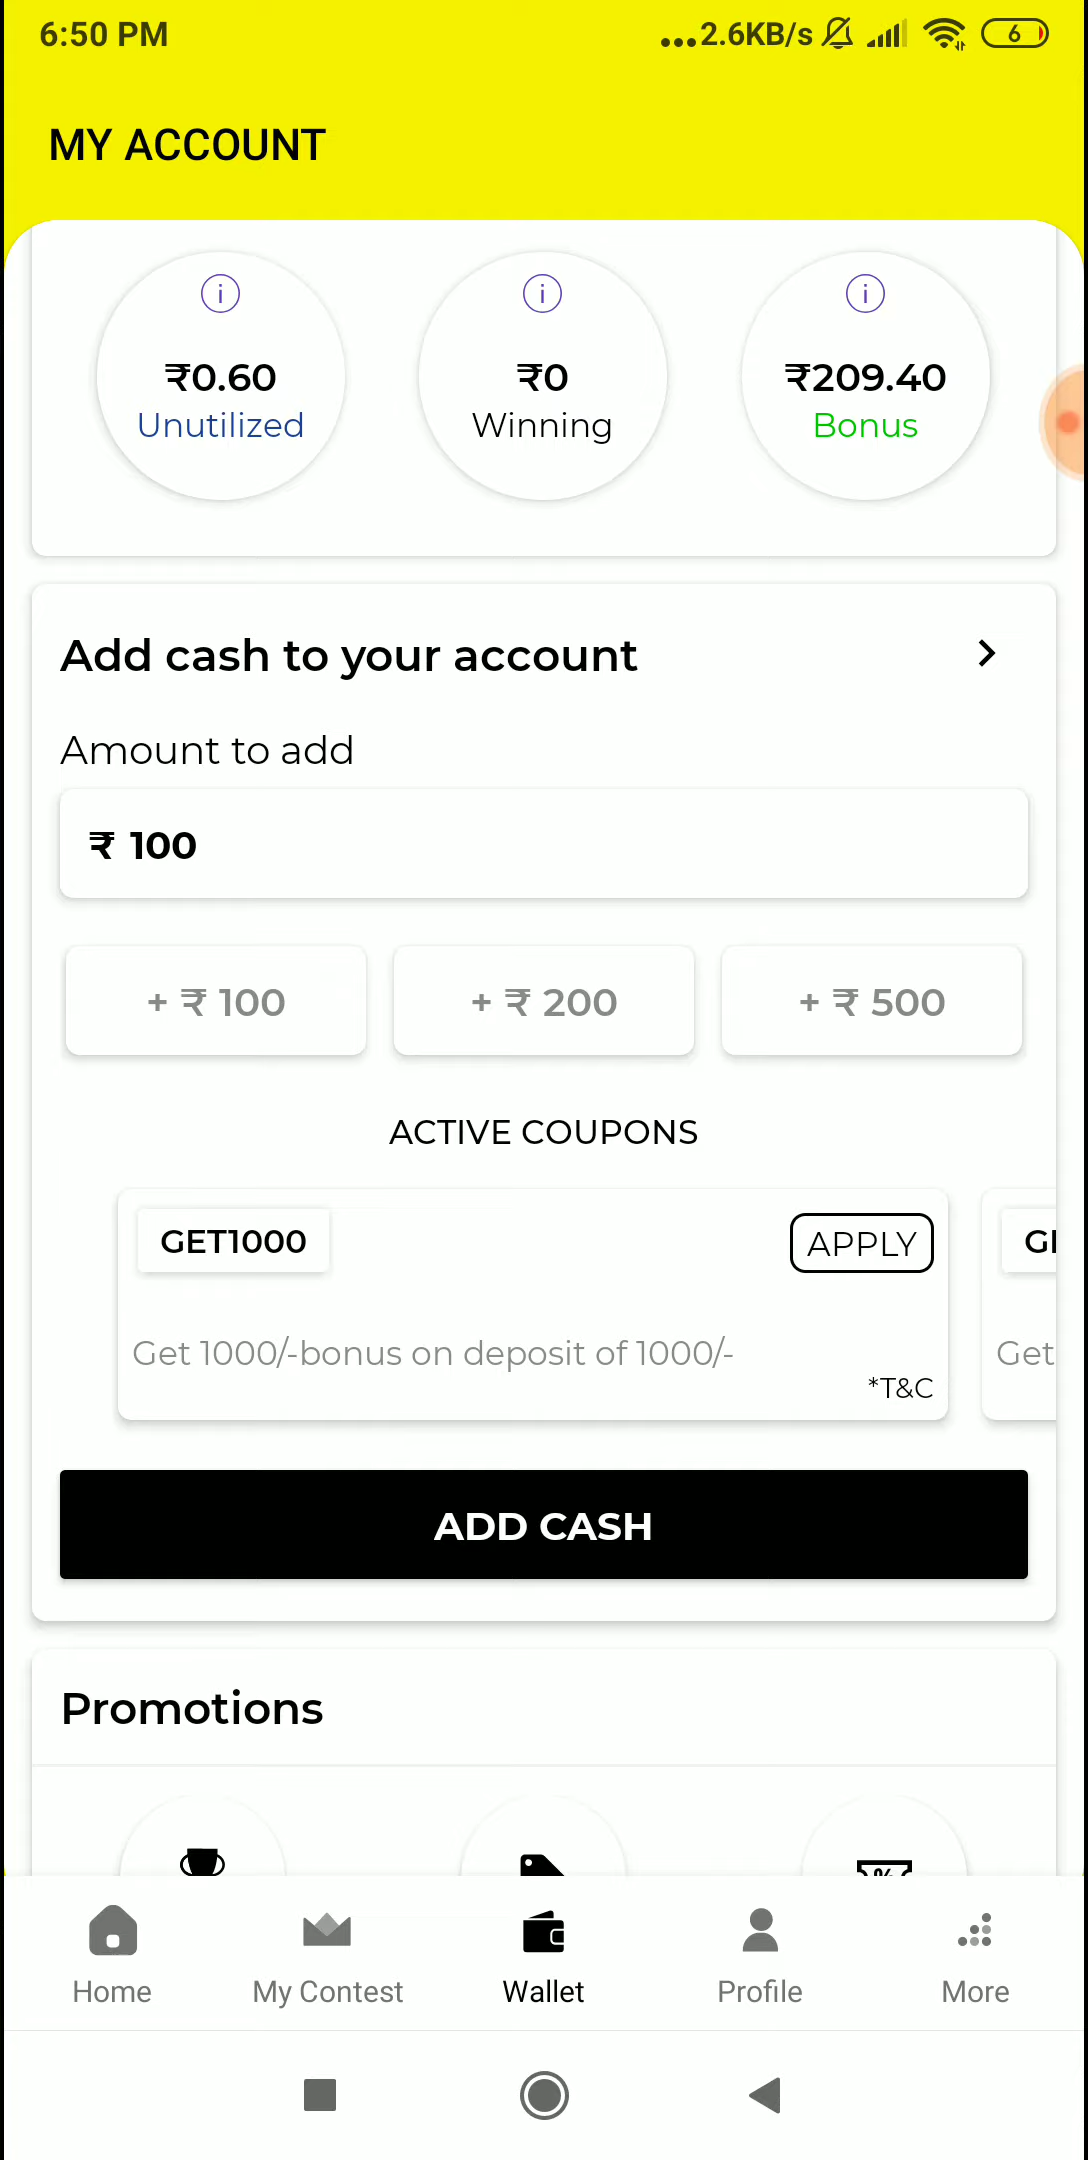 6:50 PM
...2.6KB/s
6
MY ACCOUNT
i i i
₹0.60 ₹0 ₹209.40
Unutilized Winning Bonus
Add cash to your account
Amount to add
₹ 100
+ ₹ 100 + ₹ 200 + ₹ 500
ACTIVE COUPONS
GET1000 APPLY
Get 1000/-bonus on deposit of 1000/- Get
*T&C
ADD CASH
Promotions
Home My Contest Wallet Profile More